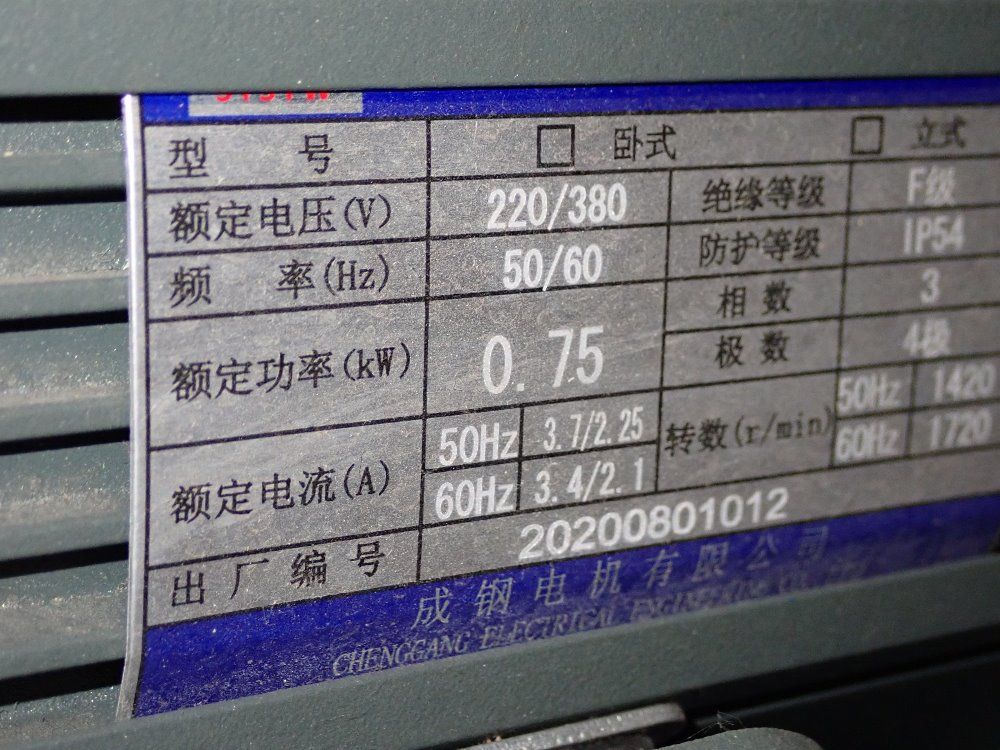 型 号 □ 卧式 □ 立式
额定电压(V) 220/380 绝缘等级 F级
频 率(Hz) 50/60 防护等级 IP54
相数 3
额定功率(kW) 0.75 极数 4极
额定电流(A) 50Hz 3.7/2.25 转数(r/min) 50Hz 1420
60Hz 3.4/2.1 60Hz 1720
出厂编号 20200801012
成钢电机有限公司
CHENGGANG ELECTRICAL ENGINEERING CO.